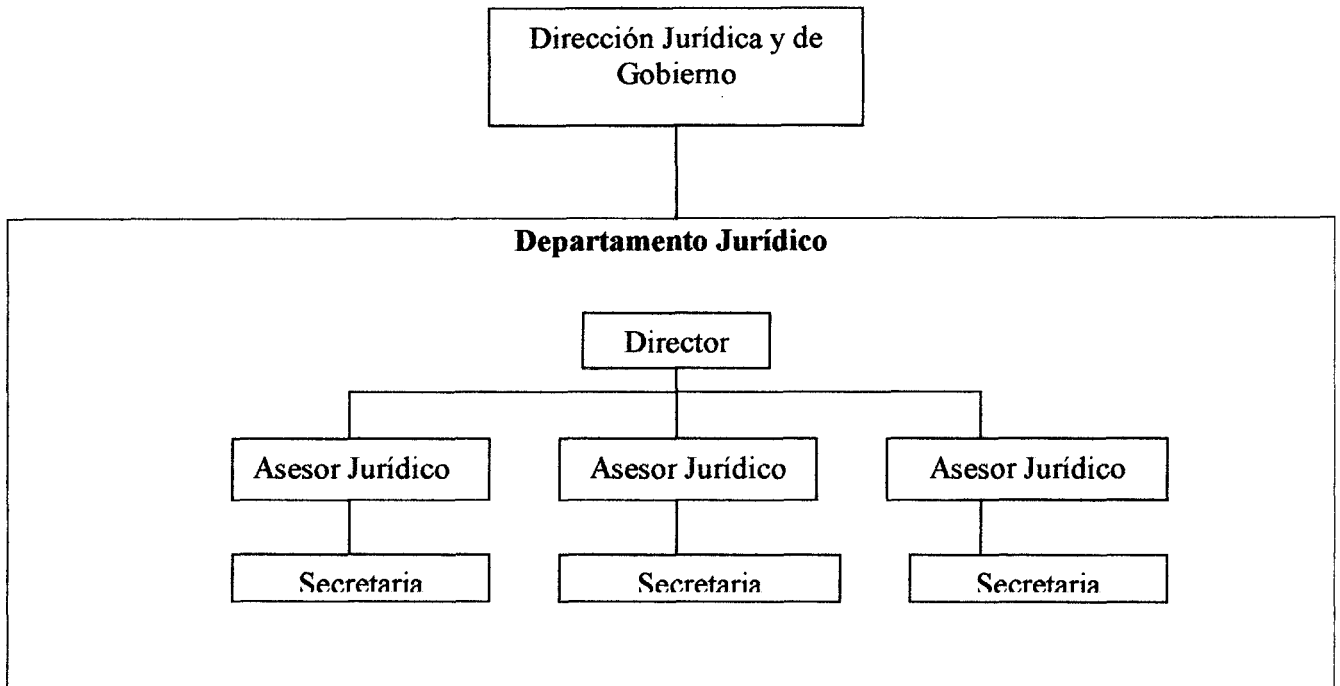 Dirección Jurídica y de
Gobierno
Departamento Jurídico
Director
Asesor Jurídico
Asesor Jurídico
Asesor Jurídico
Secretaria
Secretaria
Secretaria